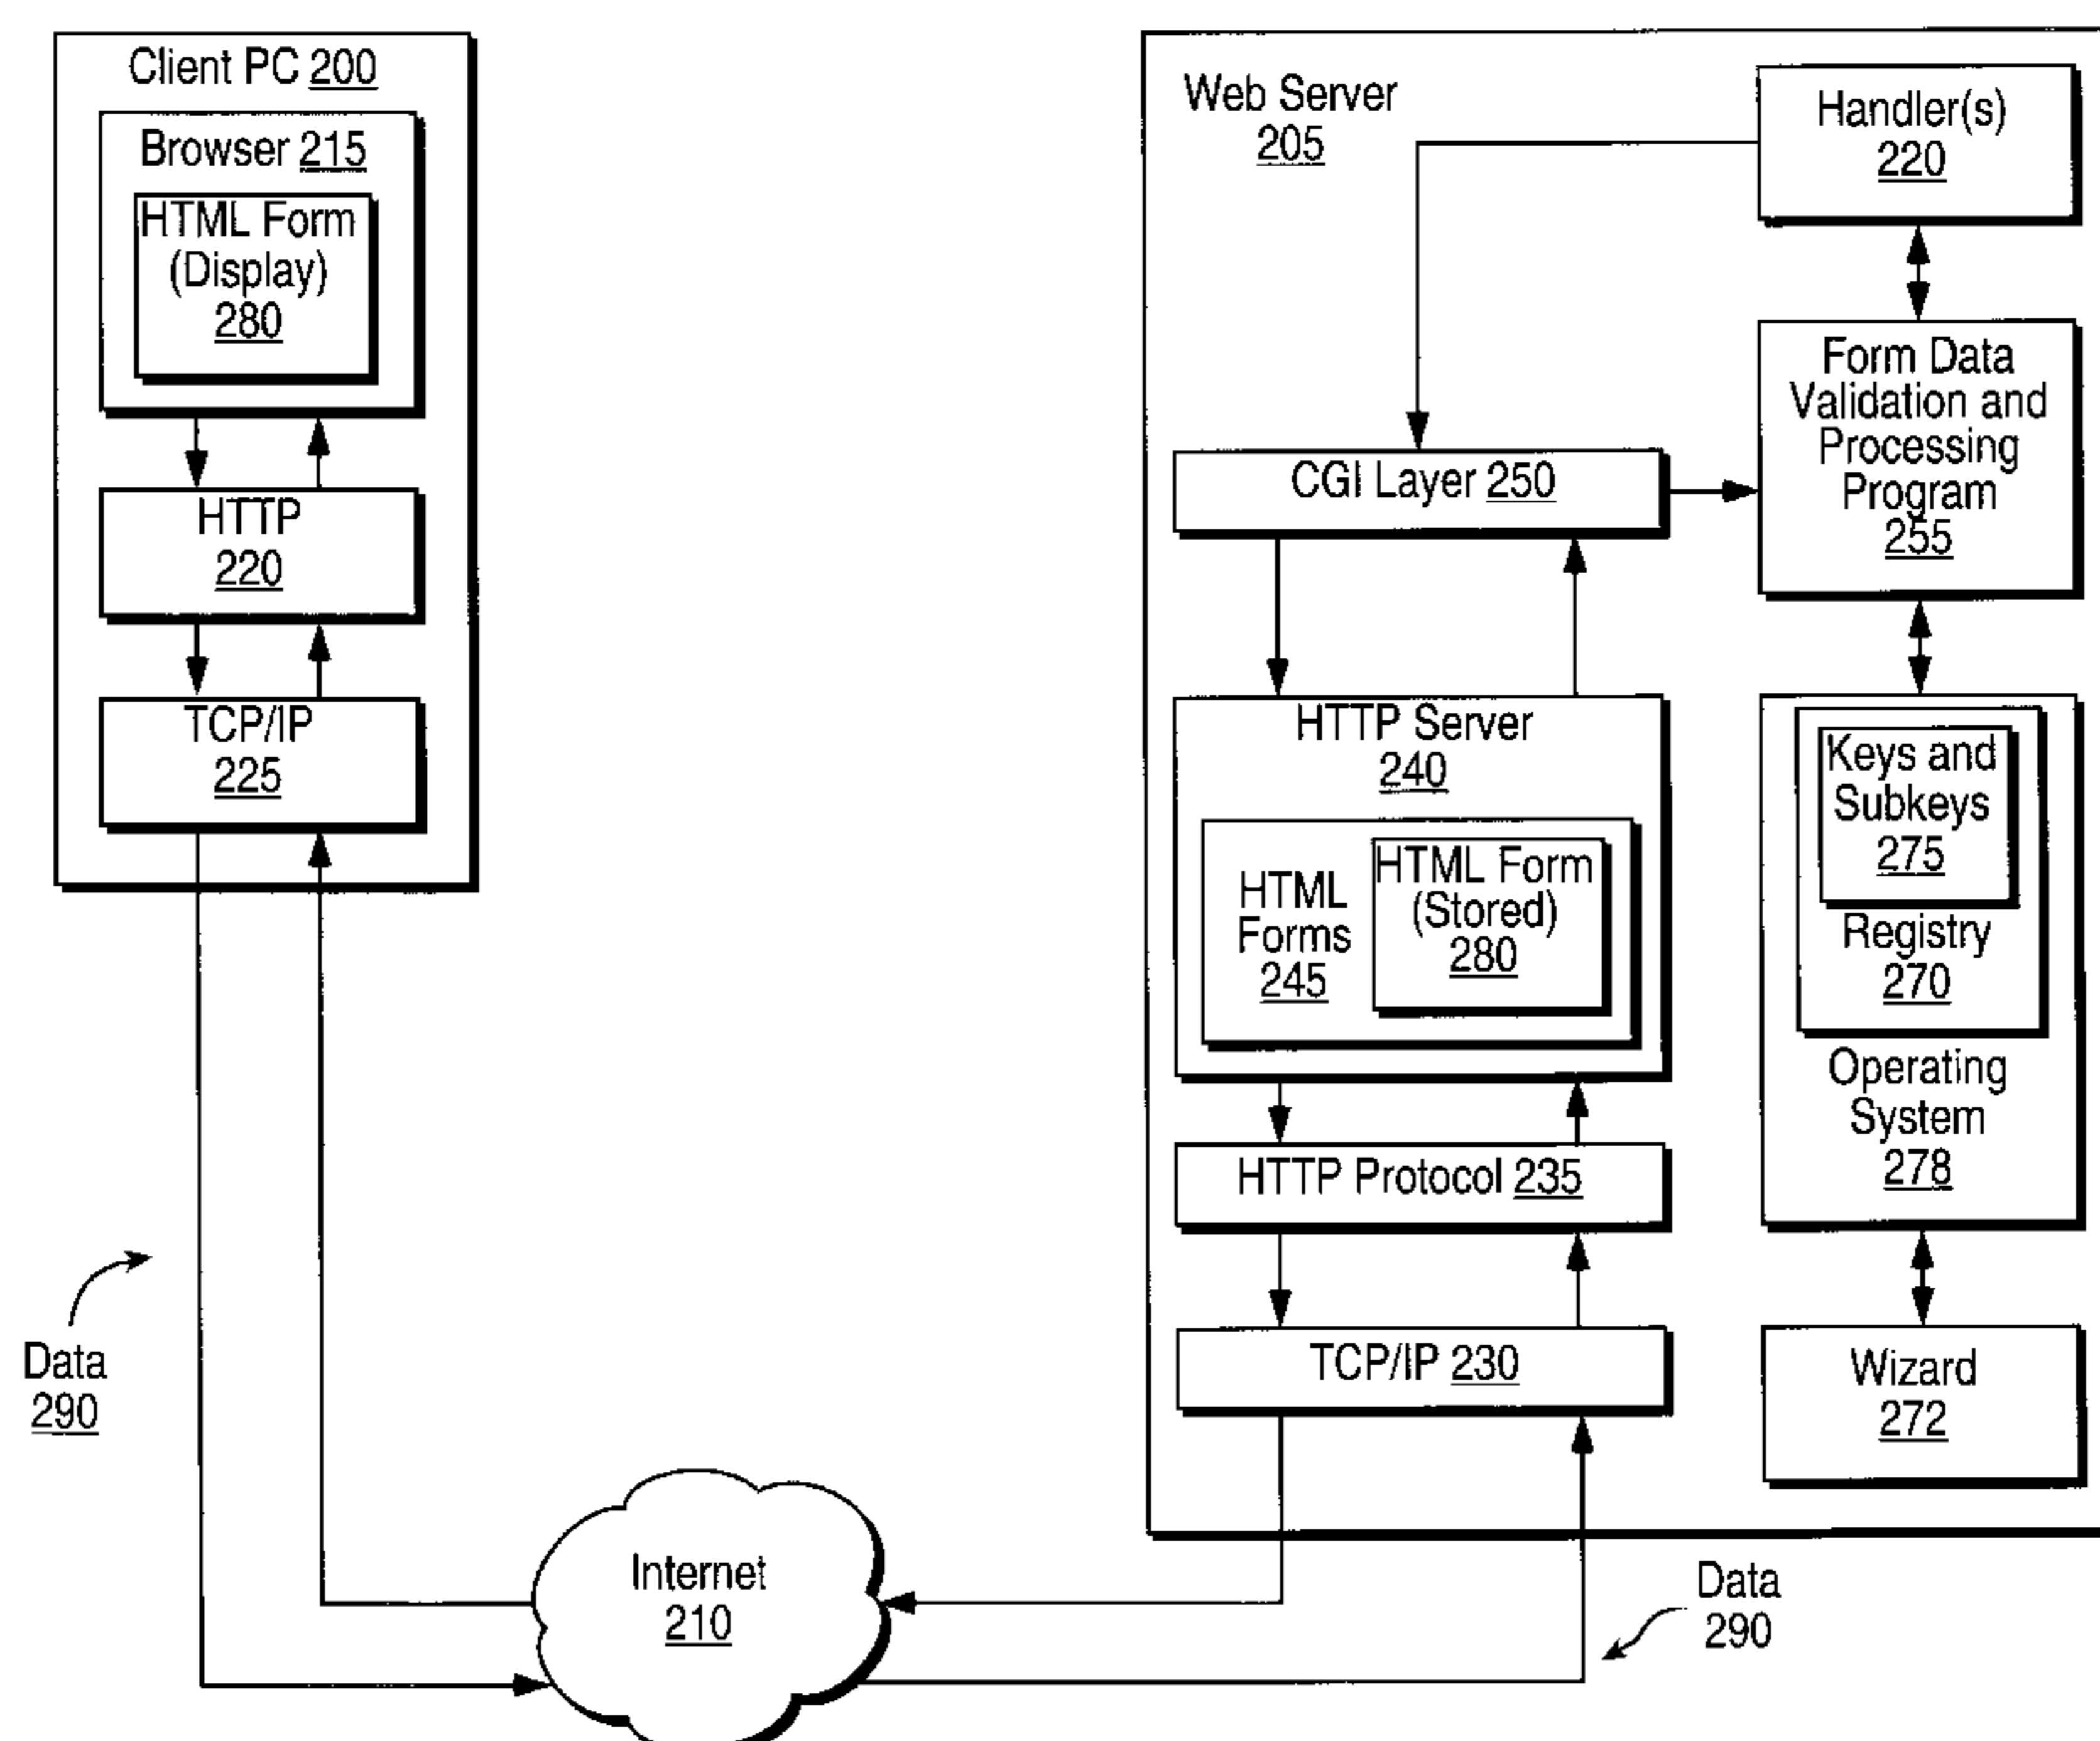 Client PC 200
Browser 215
HTML Form
(Display)
280
HTTP
220
TCP/IP
225
Data
290
Internet
210
Web Server
205
Handler(s)
220
CGI Layer 250
Form Data
Validation and
Processing
Program
255
HTTP Server
240
HTML
Forms
245
HTML Form
(Stored)
280
Keys and
Subkeys
275
Registry
270
Operating
System
278
HTTP Protocol 235
TCP/IP 230
Wizard
272
Data
290